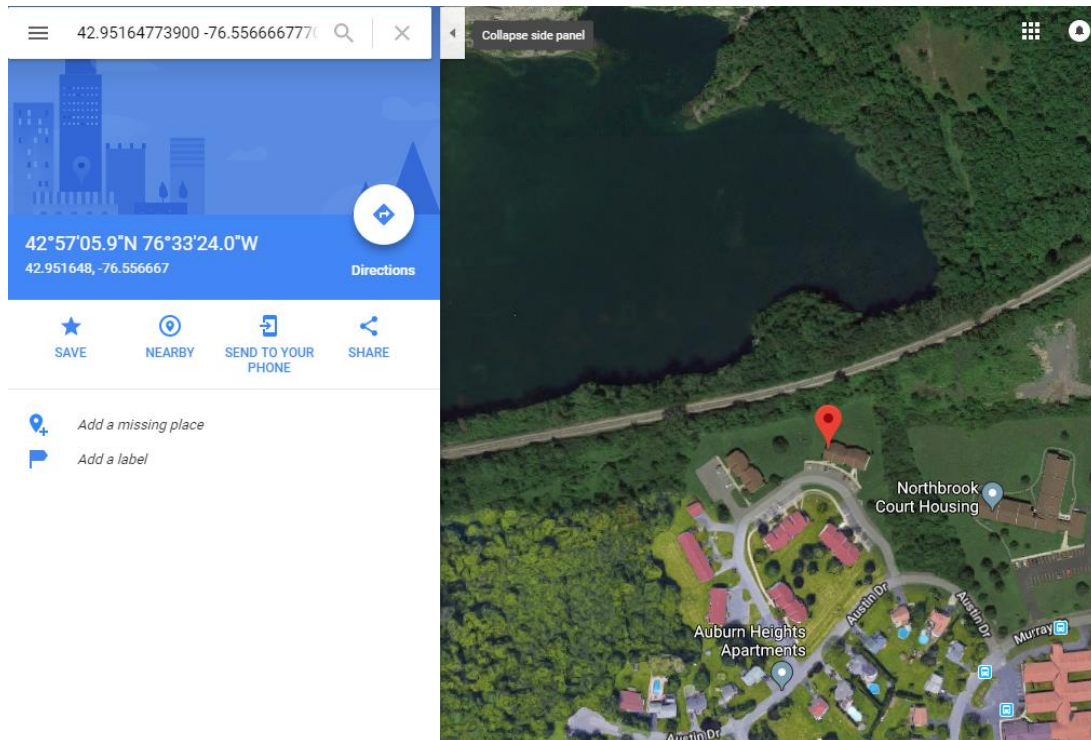 42.95164773900 -76.5566667770
Collapse side panel
42°57'05.9"N 76°33'24.0"W
42.951648, -76.556667
Directions
SAVE
NEARBY
SEND TO YOUR
PHONE
SHARE
Add a missing place
Add a label
Northbrook
Court Housing
Austin Dr
Austin Dr
Murray
Auburn Heights
Apartments
Austin Dr